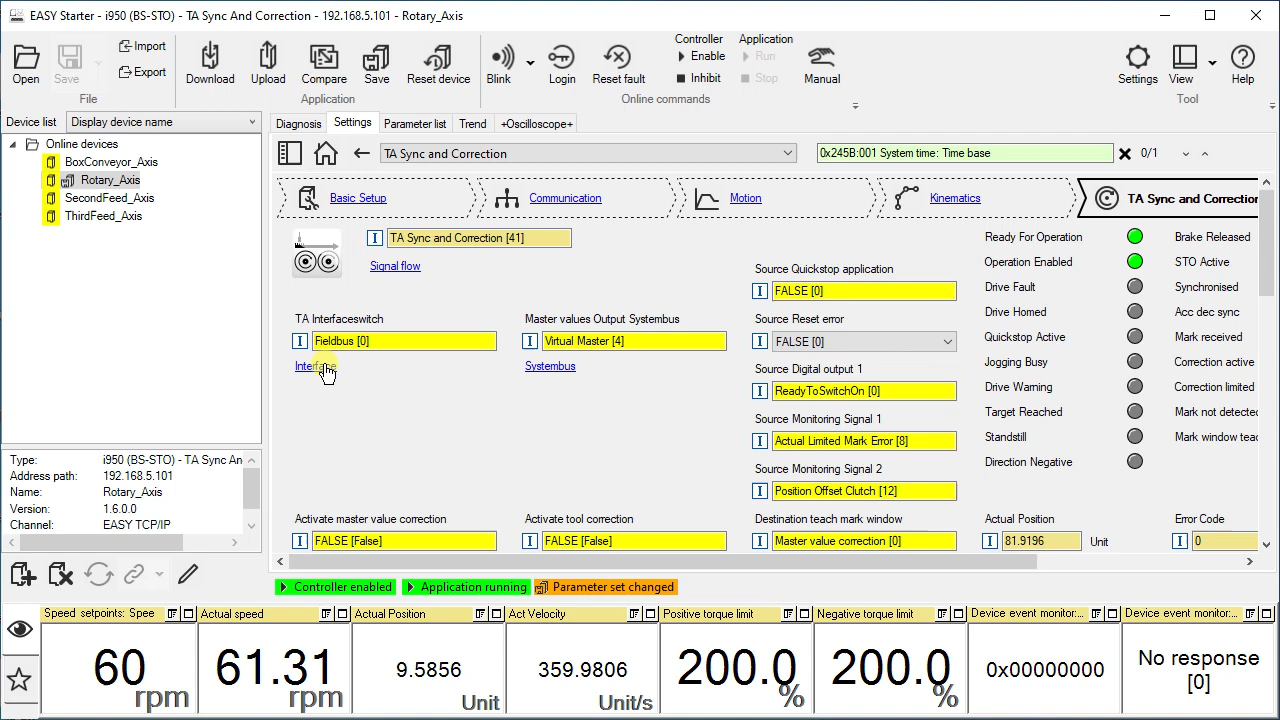 EASY Starter - i950 (BS-STO) - TA Sync And Correction - 192.168.5.101 - Rotary_Axis
Open
Save
Import
Export
File
Download
Upload
Compare
Save
Reset device
Application
Blink
Login
Reset fault
Controller
Enable
Inhibit
Application
Run
Stop
Manual
Online commands
Settings
View
Help
Tool
Device list
Display device name
Online devices
BoxConveyor_Axis
Rotary_Axis
SecondFeed_Axis
ThirdFeed_Axis
Type: i950 (BS-STO) - TA Sync An
Address path: 192.168.5.101
Name: Rotary_Axis
Version: 1.6.0.0
Channel: EASY TCP/IP
Diagnosis
Settings
Parameter list
Trend
+Oscilloscope+
TA Sync and Correction
0x245B:001 System time: Time base
0/1
Basic Setup
Communication
Motion
Kinematics
TA Sync and Correction
TA Sync and Correction [41]
Signal flow
TA Interfaceswitch
Fieldbus [0]
Master values Output Systembus
Virtual Master [4]
Systembus
Source Quickstop application
FALSE [0]
Source Reset error
FALSE [0]
Source Digital output 1
ReadyToSwitchOn [0]
Source Monitoring Signal 1
Actual Limited Mark Error [8]
Source Monitoring Signal 2
Position Offset Clutch [12]
Activate master value correction
FALSE [False]
Activate tool correction
FALSE [False]
Destination teach mark window
Master value correction [0]
Ready For Operation
Operation Enabled
Drive Fault
Drive Homed
Quickstop Active
Jogging Busy
Drive Warning
Target Reached
Standstill
Direction Negative
Brake Released
STO Active
Synchronised
Acc dec sync
Mark received
Correction active
Correction limited
Mark not detected
Actual Position
81.9196 Unit
Error Code
0
Controller enabled
Application running
Parameter set changed
Speed setpoints: Spee
60
rpm
Actual speed
61.31
rpm
Actual Position
9.5856
Unit
Act Velocity
359.9806
Unit/s
Positive torque limit
200.0
%
Negative torque limit
200.0
%
Device event monitor:...
0x00000000
Device event monitor:...
No response
[0]